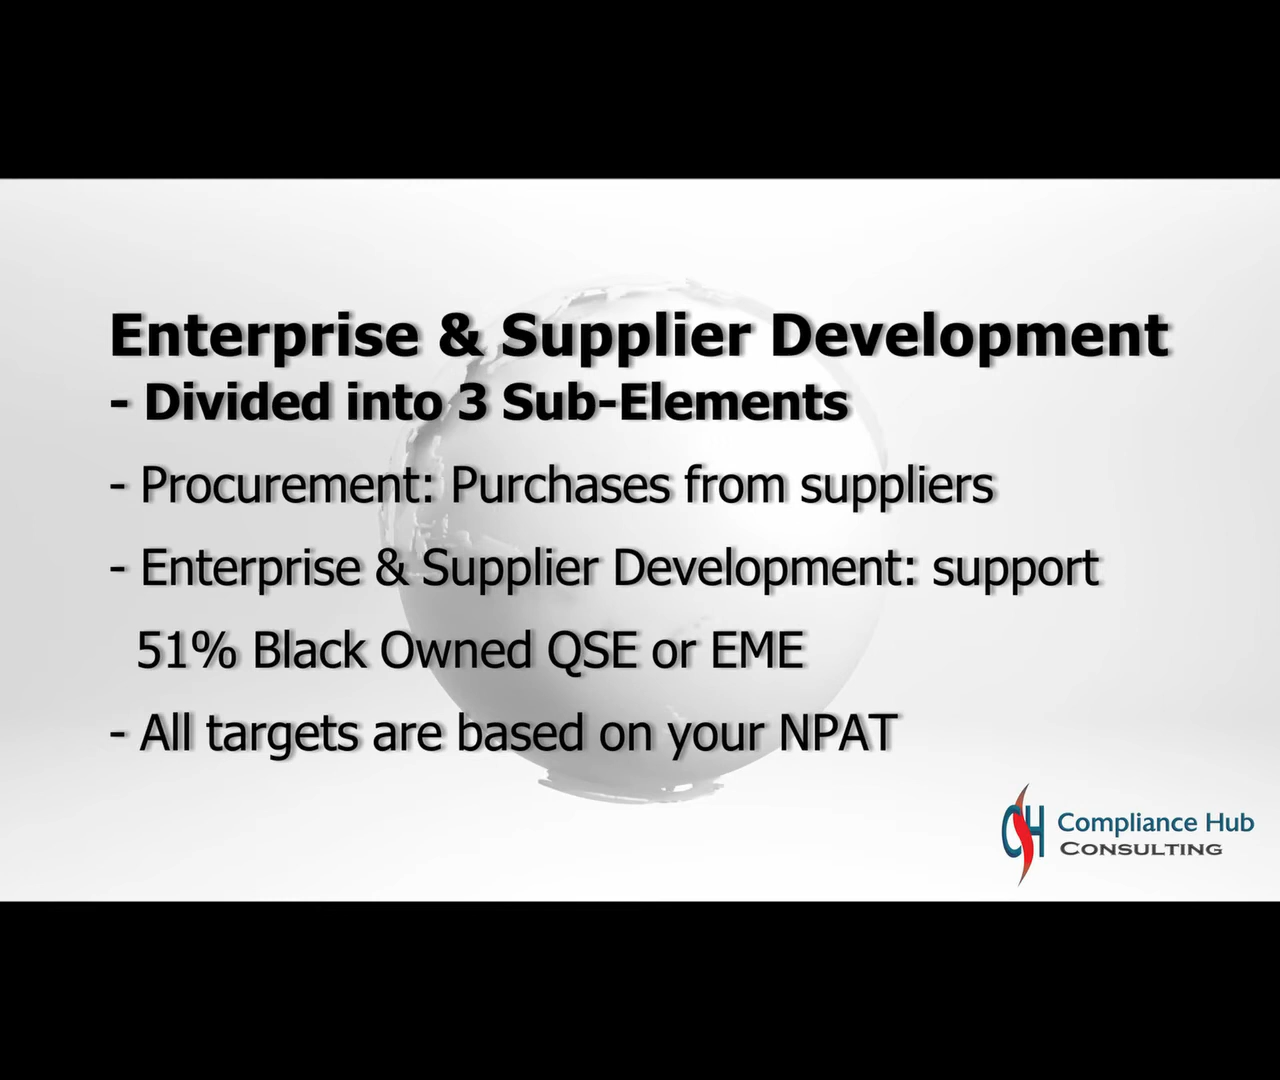 Enterprise & Supplier Development
- Divided into 3 Sub-Elements
- Procurement: Purchases from suppliers
- Enterprise & Supplier Development: support
51% Black Owned QSE or EME
- All targets are based on your NPAT
CH Compliance Hub
CONSULTING